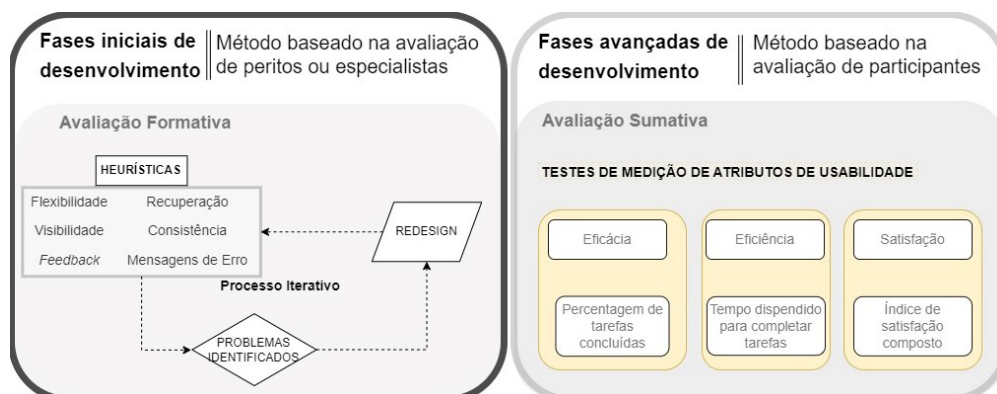 Fases iniciais de
desenvolvimento
Método baseado na avaliação
de peritos ou especialistas
Avaliação Formativa
HEURÍSTICAS
Flexibilidade Recuperação
Visibilidade Consistência
Feedback Mensagens de Erro
REDESIGN
Processo Iterativo
PROBLEMAS
IDENTIFICADOS
Fases avançadas de
desenvolvimento
Método baseado na
avaliação de participantes
Avaliação Sumativa
TESTES DE MEDIÇÃO DE ATRIBUTOS DE USABILIDADE
Eficácia
Eficiência
Satisfação
Percentagem de
tarefas
concluídas
Tempo dispendido
para completar
tarefas
Índice de
satisfação
composto